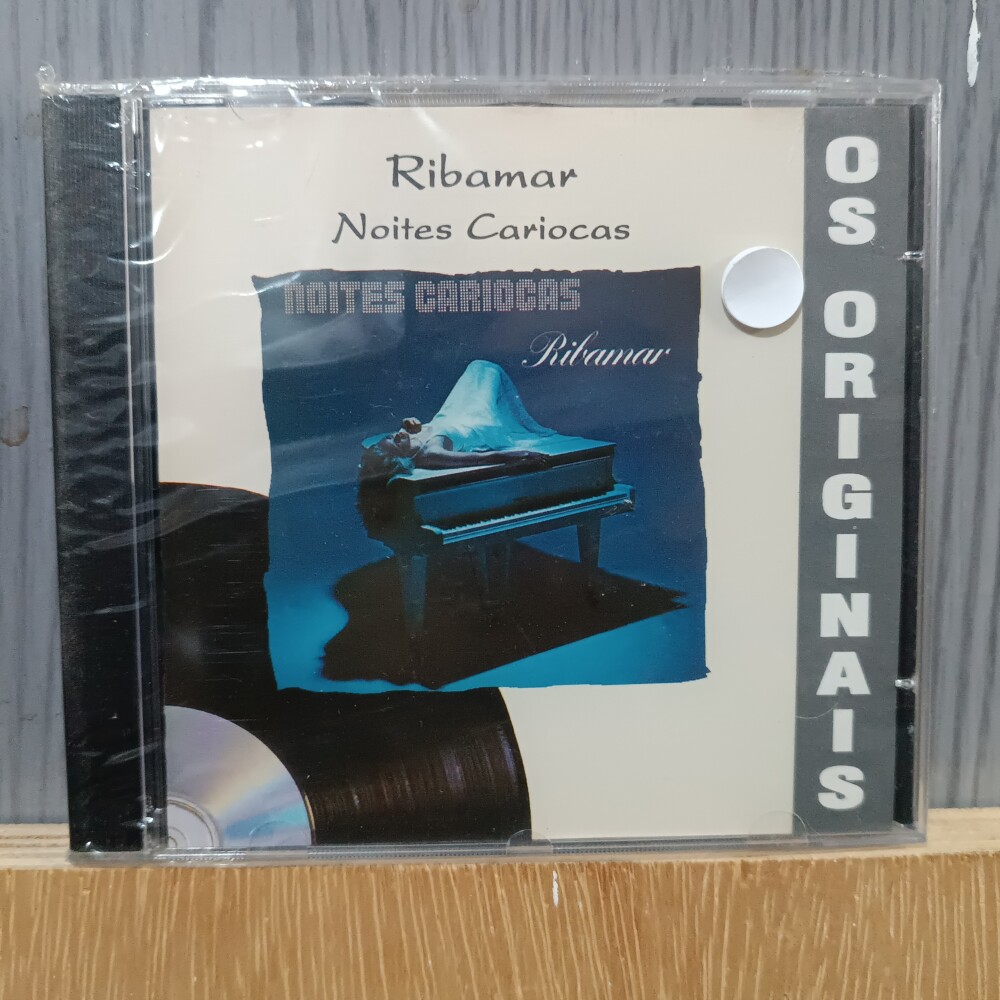 Ribamar
Noites Cariocas
NOITES CARIOCAS
Ribamar
OS ORIGINAIS